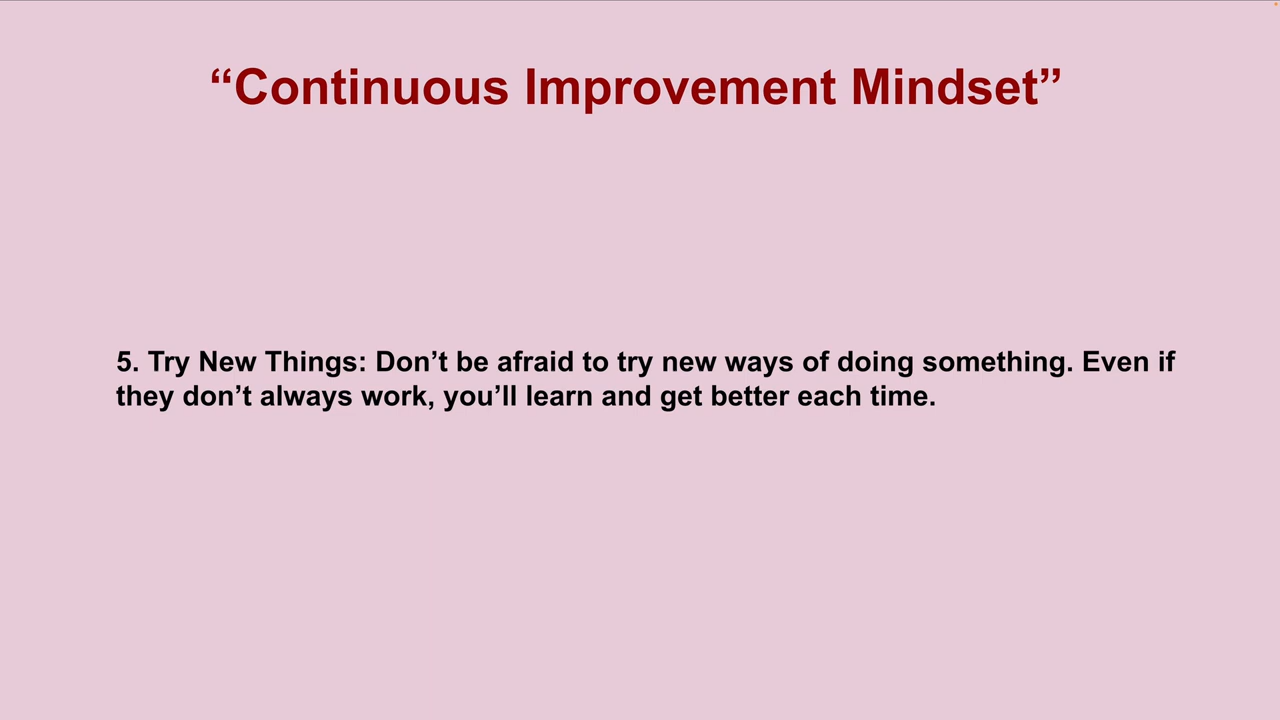 “Continuous Improvement Mindset”
5. Try New Things: Don’t be afraid to try new ways of doing something. Even if
they don’t always work, you’ll learn and get better each time.